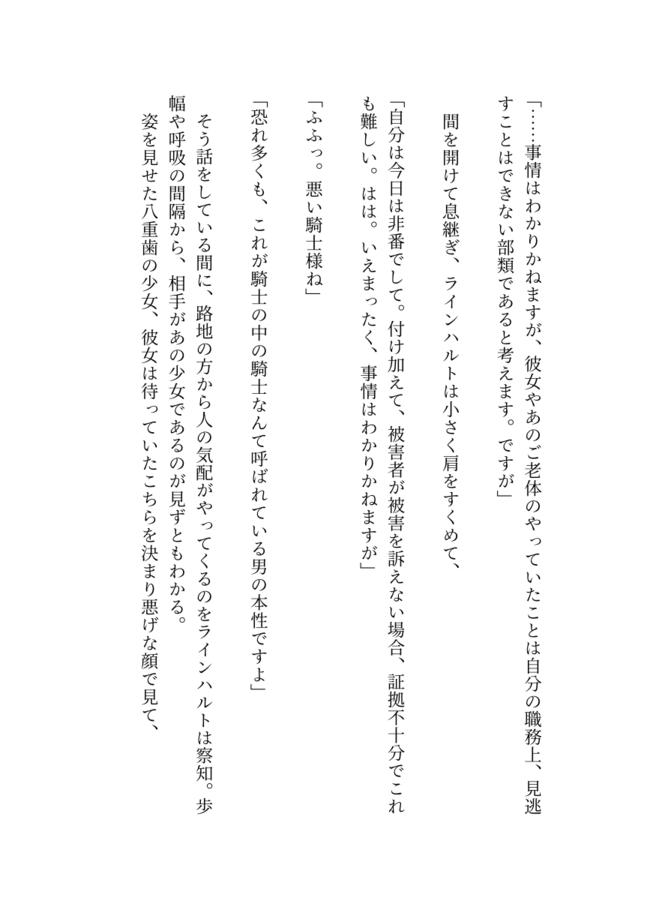 「……事情はわかりかねますが、彼女やあのご老体のやっていたことは自分の職務上、見逃
すことはできない部類であると考えます。ですが」
間を開けて息継ぎ、ラインハルトは小さく肩をすくめて、
「自分は今日は非番でして。付け加えて、被害者が被害を訴えない場合、証拠不十分でこれ
も難しい。はは。いえまったく、事情はわかりかねますが」
「ふふっ。悪い騎士様ね」
「恐れ多くも、これが騎士の中の騎士なんて呼ばれている男の本性ですよ」
そう話をしている間に、路地の方から人の気配がやってくるのをラインハルトは察知。歩
幅や呼吸の間隔から、相手があの少女であるのが見ずともわかる。
姿を見せた八重歯の少女、彼女は待っていたこちらを決まり悪げな顔で見て、